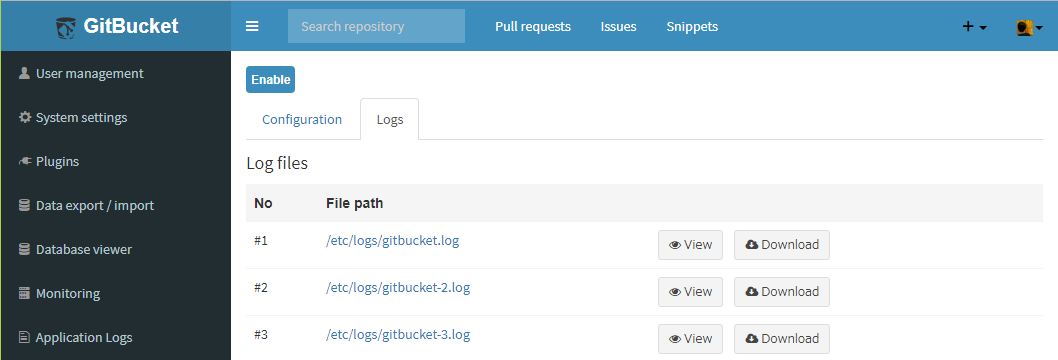 GitBucket
Search repository
Pull requests
Issues
Snippets
User management
System settings
Plugins
Data export / import
Database viewer
Monitoring
Application Logs
Enable
Configuration
Logs
Log files
No File path
#1 /etc/logs/gitbucket.log View Download
#2 /etc/logs/gitbucket-2.log View Download
#3 /etc/logs/gitbucket-3.log View Download